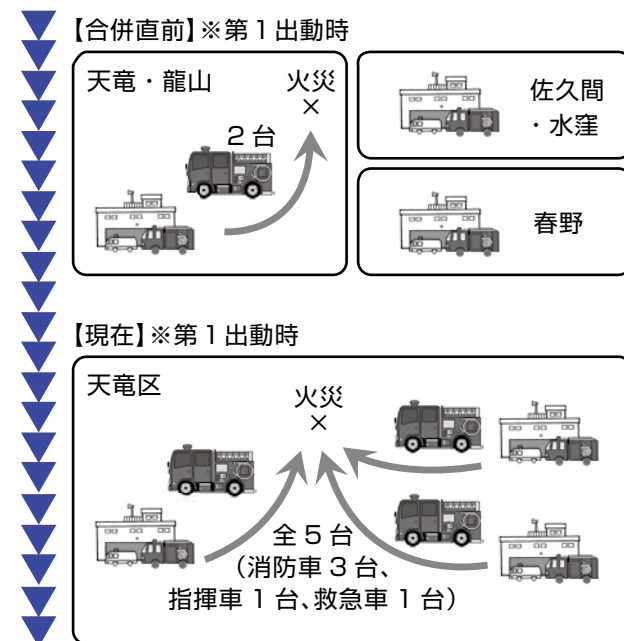 【合併直前】※第1出動時
天竜・龍山
火災
×
2台
佐久間
・水窪
春野
【現在】※第1出動時
天竜区
火災
×
全5台
（消防車3台、
指揮車1台、救急車1台）